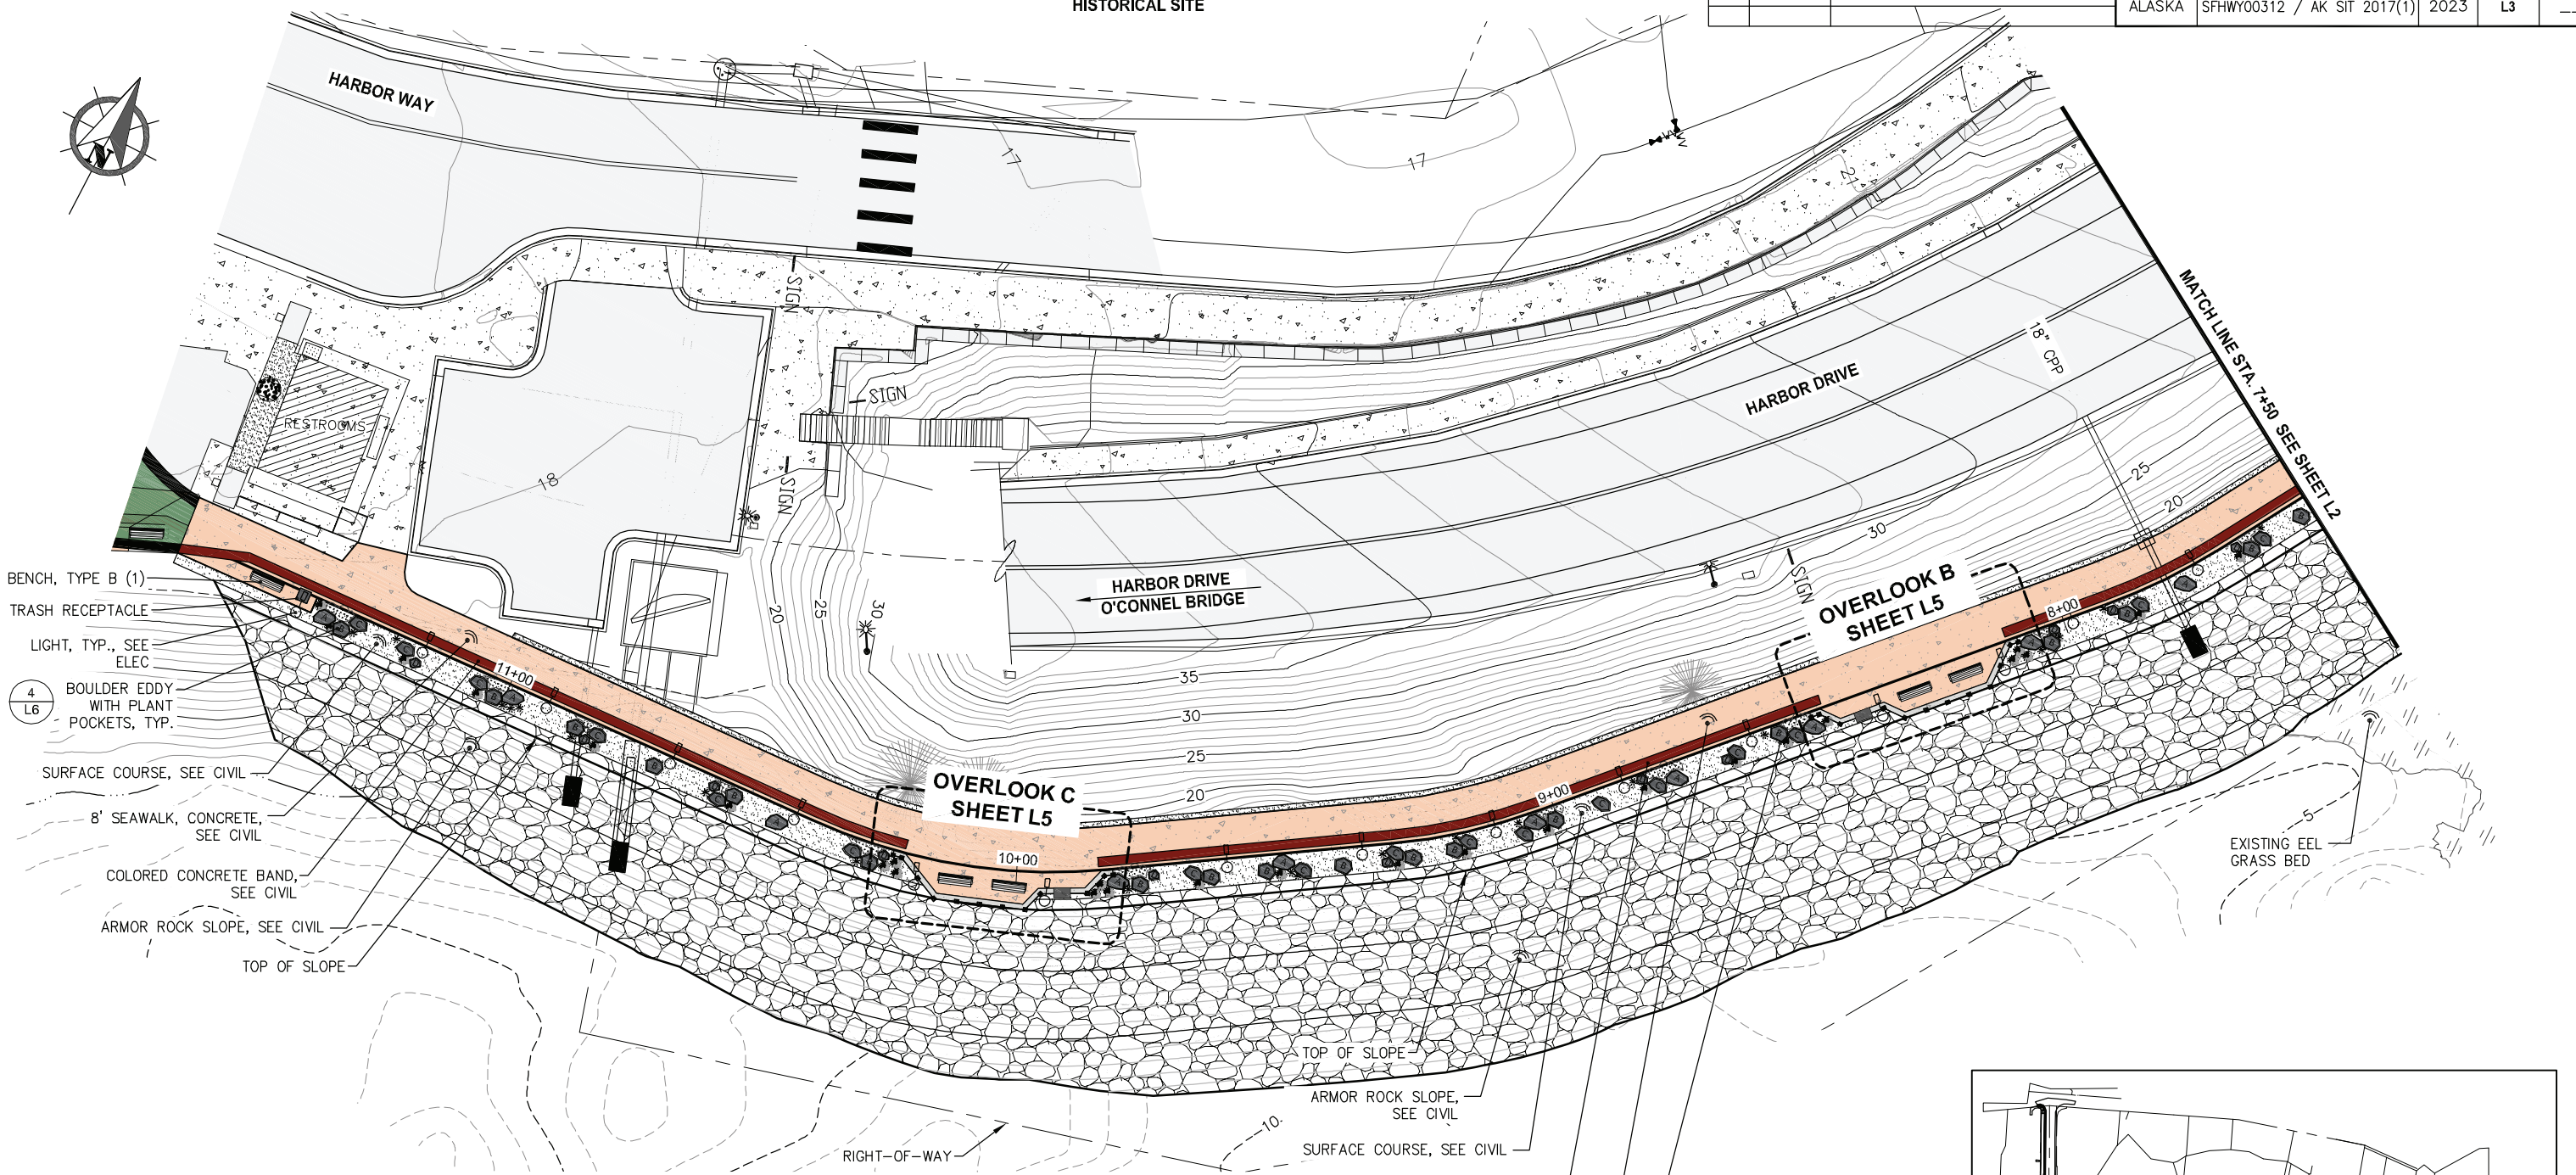 HISTORICAL SITE
ALASKA
SFHWY00312 / AK SIT 2017(1)
2023
L3
N
HARBOR WAY
17
17
21
W
SIGN
SIGN
SIGN
RESTROOMS
18
HARBOR DRIVE
18" CPP
MATCH LINE STA. 7+50 SEE SHEET L2
25
20
30
20
25
30
HARBOR DRIVE
O'CONNEL BRIDGE
SIGN
OVERLOOK B
SHEET L5
8+00
35
30
25
20
11+00
OVERLOOK C
SHEET L5
10+00
9+00
BENCH, TYPE B (1)
TRASH RECEPTACLE
LIGHT, TYP., SEE
ELEC
4
L6
BOULDER EDDY
WITH PLANT
POCKETS, TYP.
SURFACE COURSE, SEE CIVIL
8' SEAWALK, CONCRETE,
SEE CIVIL
COLORED CONCRETE BAND,
SEE CIVIL
ARMOR ROCK SLOPE, SEE CIVIL
TOP OF SLOPE
5
EXISTING EEL
GRASS BED
TOP OF SLOPE
ARMOR ROCK SLOPE,
SEE CIVIL
SURFACE COURSE, SEE CIVIL
RIGHT-OF-WAY
-10.